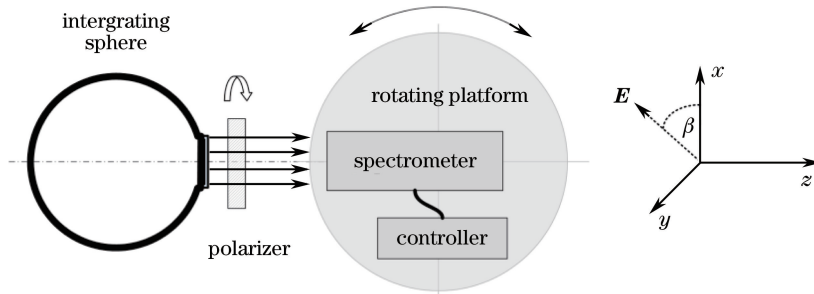 intergrating
sphere
polarizer
rotating platform
spectrometer
controller
x
E
β
z
y